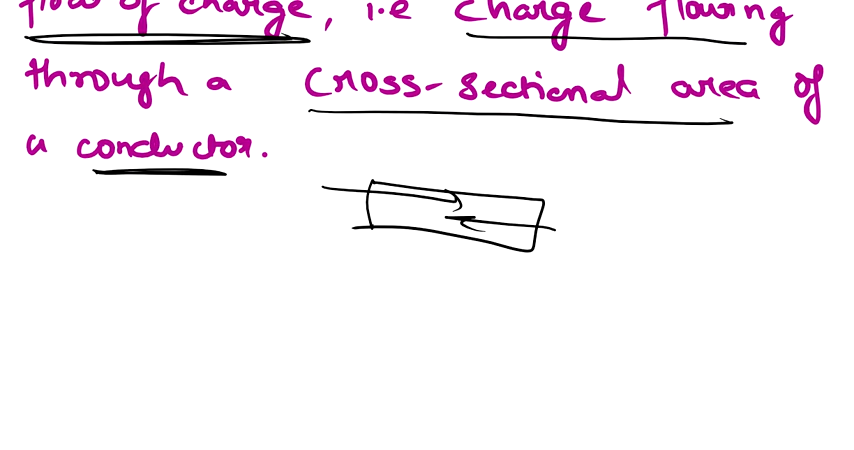 flow of charge, i.e charge flowing
through a cross-sectional area of
a conductor.